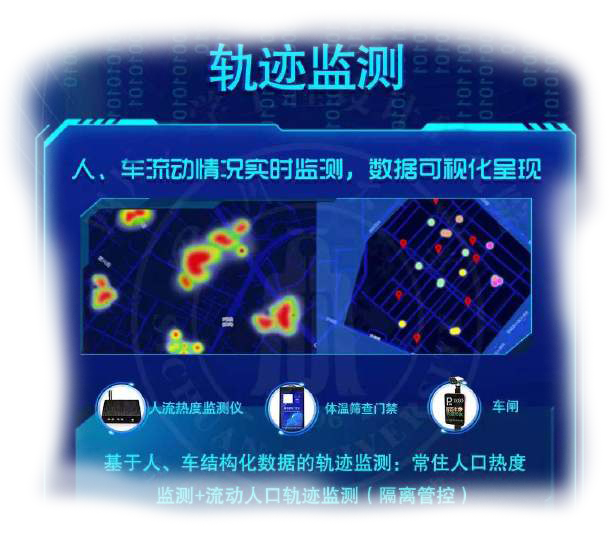 轨迹监测
人、车流动情况实时监测，数据可视化呈现
人流热度监测仪
体温筛查门禁
车闸
基于人、车结构化数据的轨迹监测：常住人口热度
监测+流动人口轨迹监测（隔离管控）